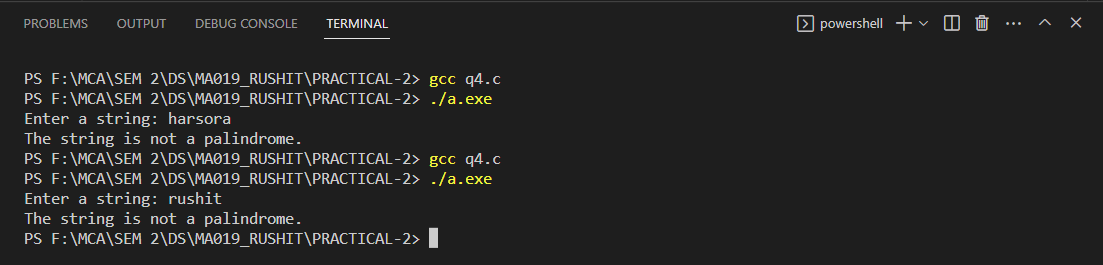 PROBLEMS OUTPUT DEBUG CONSOLE TERMINAL powershell
PS F:\MCA\SEM 2\DS\MA019_RUSHIT\PRACTICAL-2> gcc q4.c
PS F:\MCA\SEM 2\DS\MA019_RUSHIT\PRACTICAL-2> ./a.exe
Enter a string: harsora
The string is not a palindrome.
PS F:\MCA\SEM 2\DS\MA019_RUSHIT\PRACTICAL-2> gcc q4.c
PS F:\MCA\SEM 2\DS\MA019_RUSHIT\PRACTICAL-2> ./a.exe
Enter a string: rushit
The string is not a palindrome.
PS F:\MCA\SEM 2\DS\MA019_RUSHIT\PRACTICAL-2>